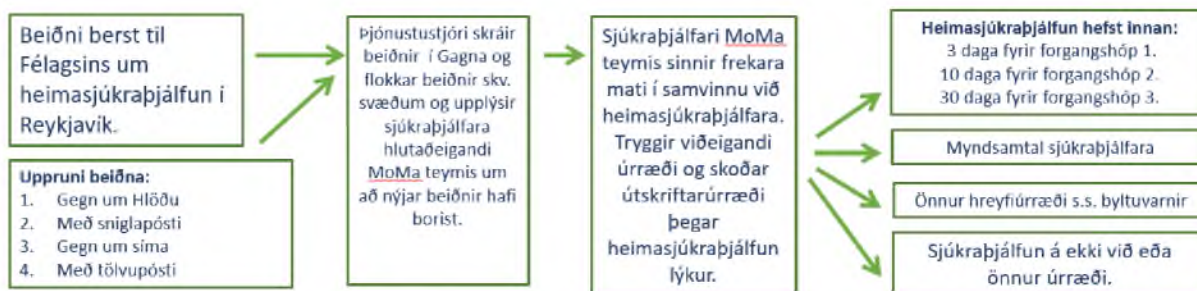 Beiðni berst til
Félagsins um
heimasjúkraþjálfun í
Reykjavík.
Uppruni beiðna:
1. Gegn um Hlöðu
2. Með sniglapósti
3. Gegn um síma
4. Með tölvupósti
Þjónustustjóri skráir
beiðnir í Gagna og
flokkar beiðnir skv.
svæðum og upplýsir
sjúkraþjálfara
hlutaðeigandi
MoMa teymis um
að nýjar beiðnir hafi
borist.
Sjúkraþjálfari MoMa
teymis sinnir frekara
mati í samvinnu við
heimasjúkraþjálfara.
Tryggir viðeigandi
úrræði og skoðar
útskriftarúrræði
þegar
heimasjúkraþjálfun
lýkur.
Heimasjúkraþjálfun hefst innan:
3 daga fyrir forgangshóp 1.
10 daga fyrir forgangshóp 2.
30 daga fyrir forgangshóp 3.
Myndsamtal sjúkraþjálfara
Önnur hreyfiúrræði s.s. byltuvarnir
Sjúkraþjálfun á ekki við eða
önnur úrræði.